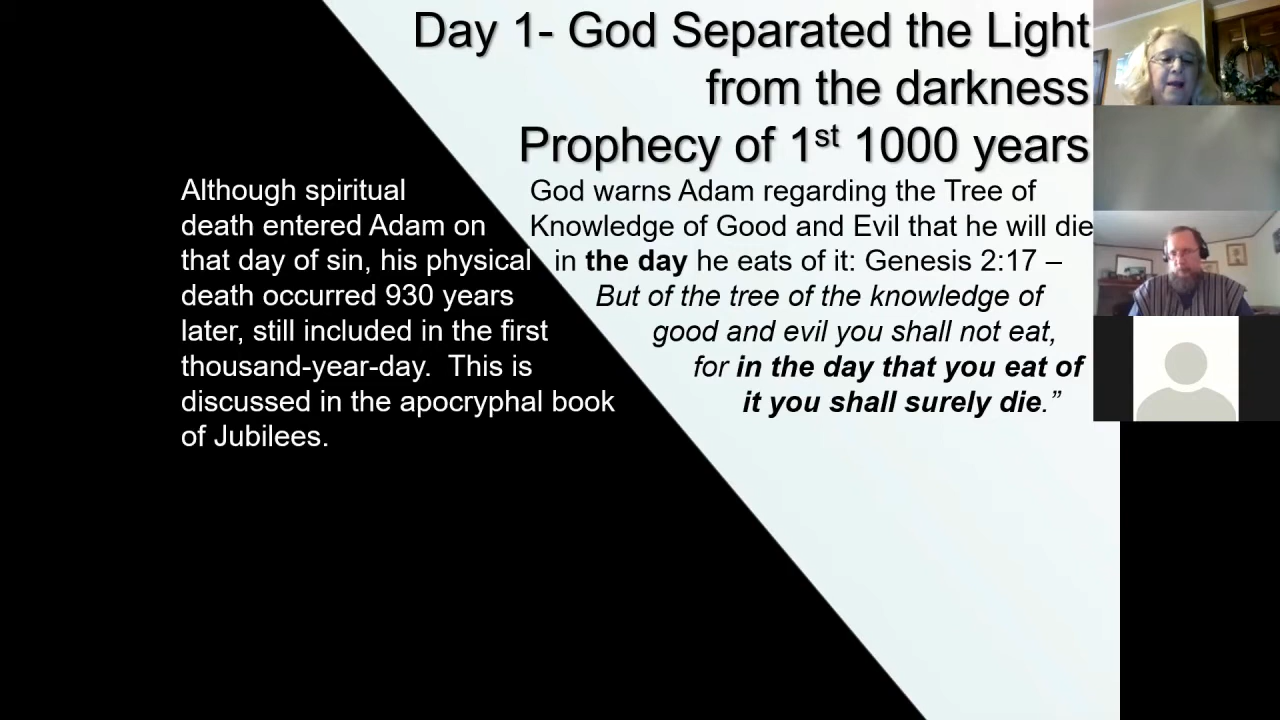 Day 1- God Separated the Light
from the darkness
Prophecy of 1st 1000 years
Although spiritual
death entered Adam on
that day of sin, his physical
death occurred 930 years
later, still included in the first
thousand-year-day.  This is
discussed in the apocryphal book
of Jubilees.
God warns Adam regarding the Tree of
Knowledge of Good and Evil that he will die
in the day he eats of it: Genesis 2:17 –
But of the tree of the knowledge of
good and evil you shall not eat,
for in the day that you eat of
it you shall surely die.”